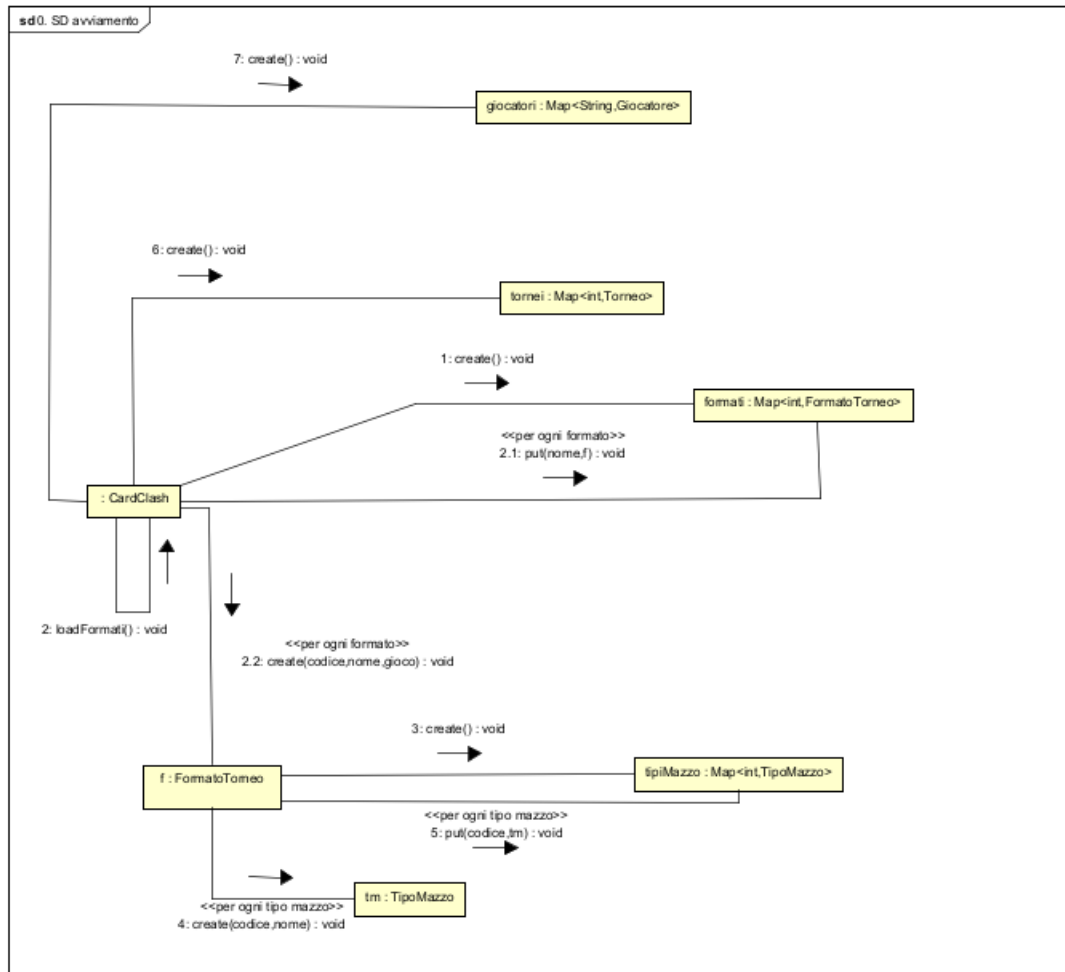 sd 0. SD avviamento
7: create() : void
giocatori : Map<String,Giocatore>
6: create() : void
tornei : Map<int,Torneo>
1: create() : void
formati : Map<int,FormatoTorneo>
<<per ogni formato>>
2.1: put(nome,f) : void
: CardClash
2: loadFormati() : void
<<per ogni formato>>
2.2: create(codice,nome,gioco) : void
3: create() : void
f : FormatoTorneo
tipiMazzo : Map<int,TipoMazzo>
<<per ogni tipo mazzo>>
5: put(codice,tm) : void
tm : TipoMazzo
<<per ogni tipo mazzo>>
4: create(codice,nome) : void